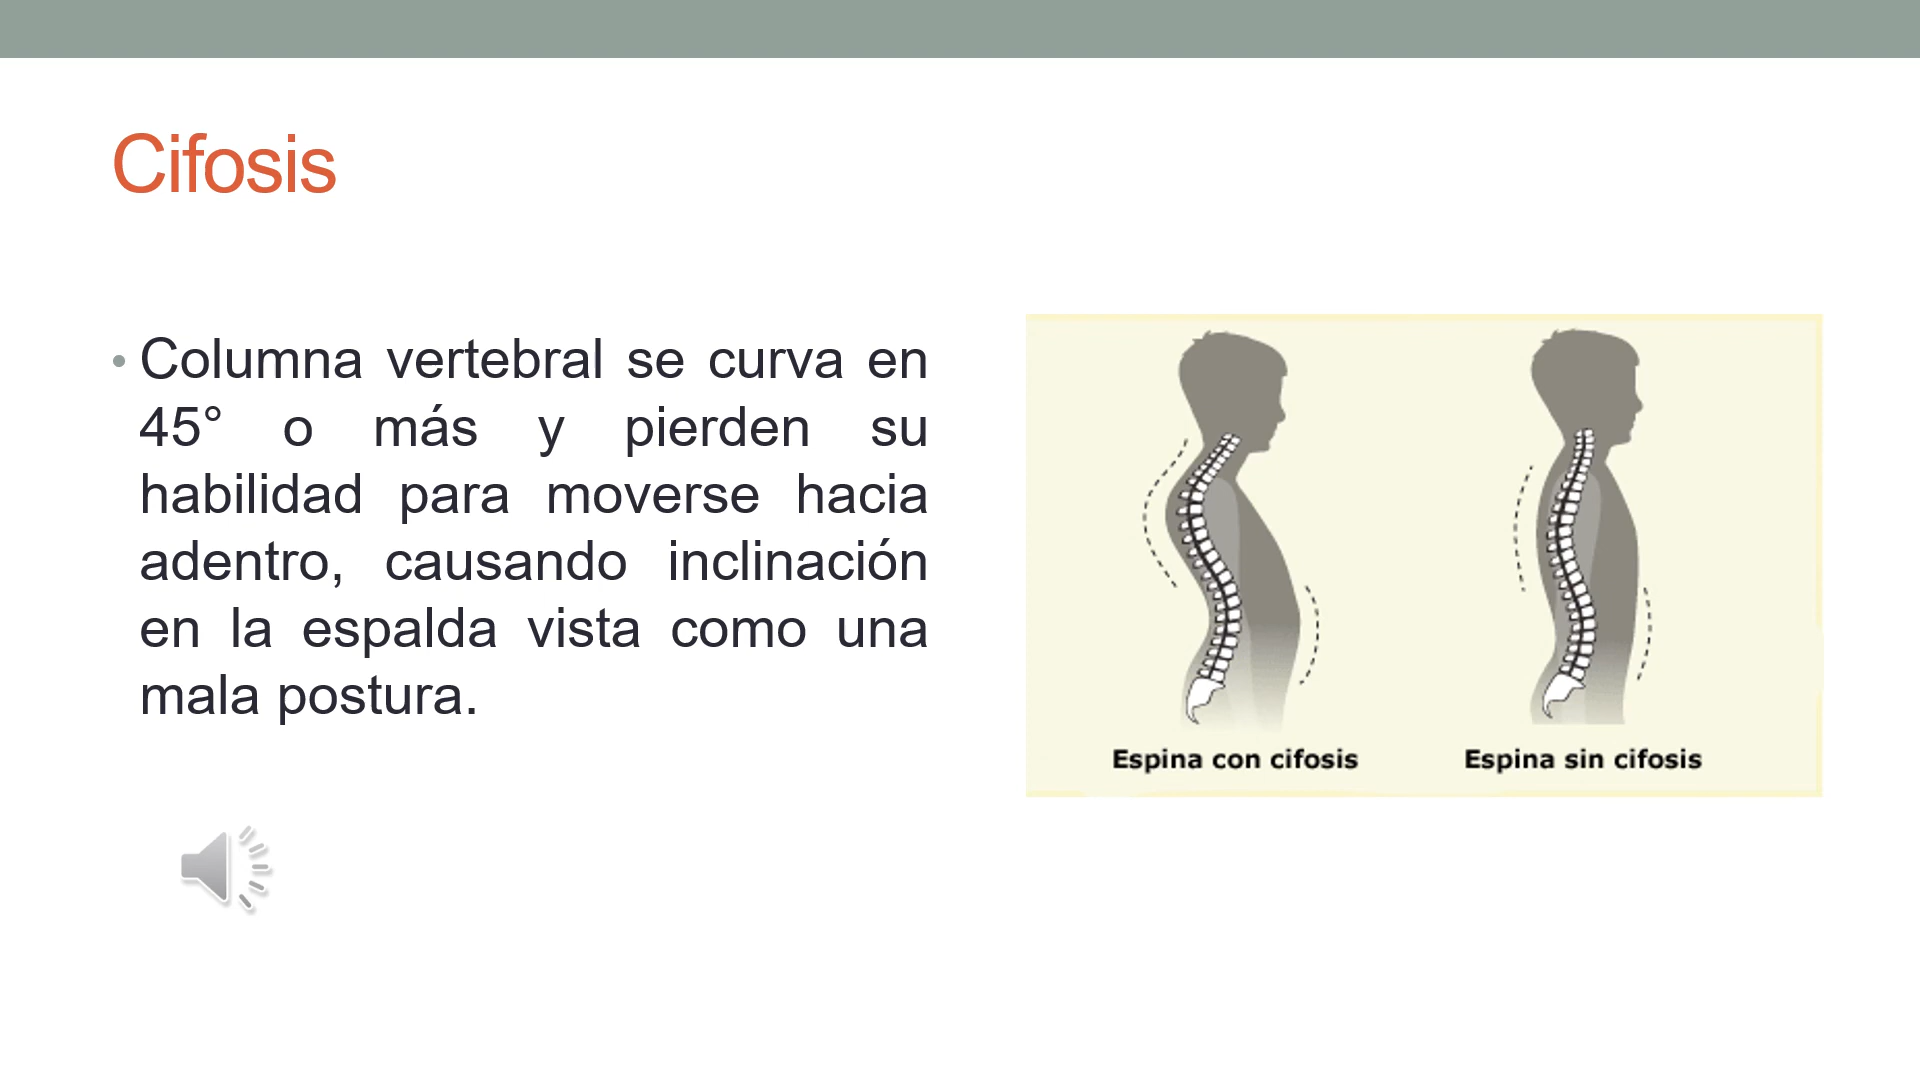 Cifosis
• Columna vertebral se curva en
45° o más y pierden su
habilidad para moverse hacia
adentro, causando inclinación
en la espalda vista como una
mala postura.
Espina con cifosis
Espina sin cifosis